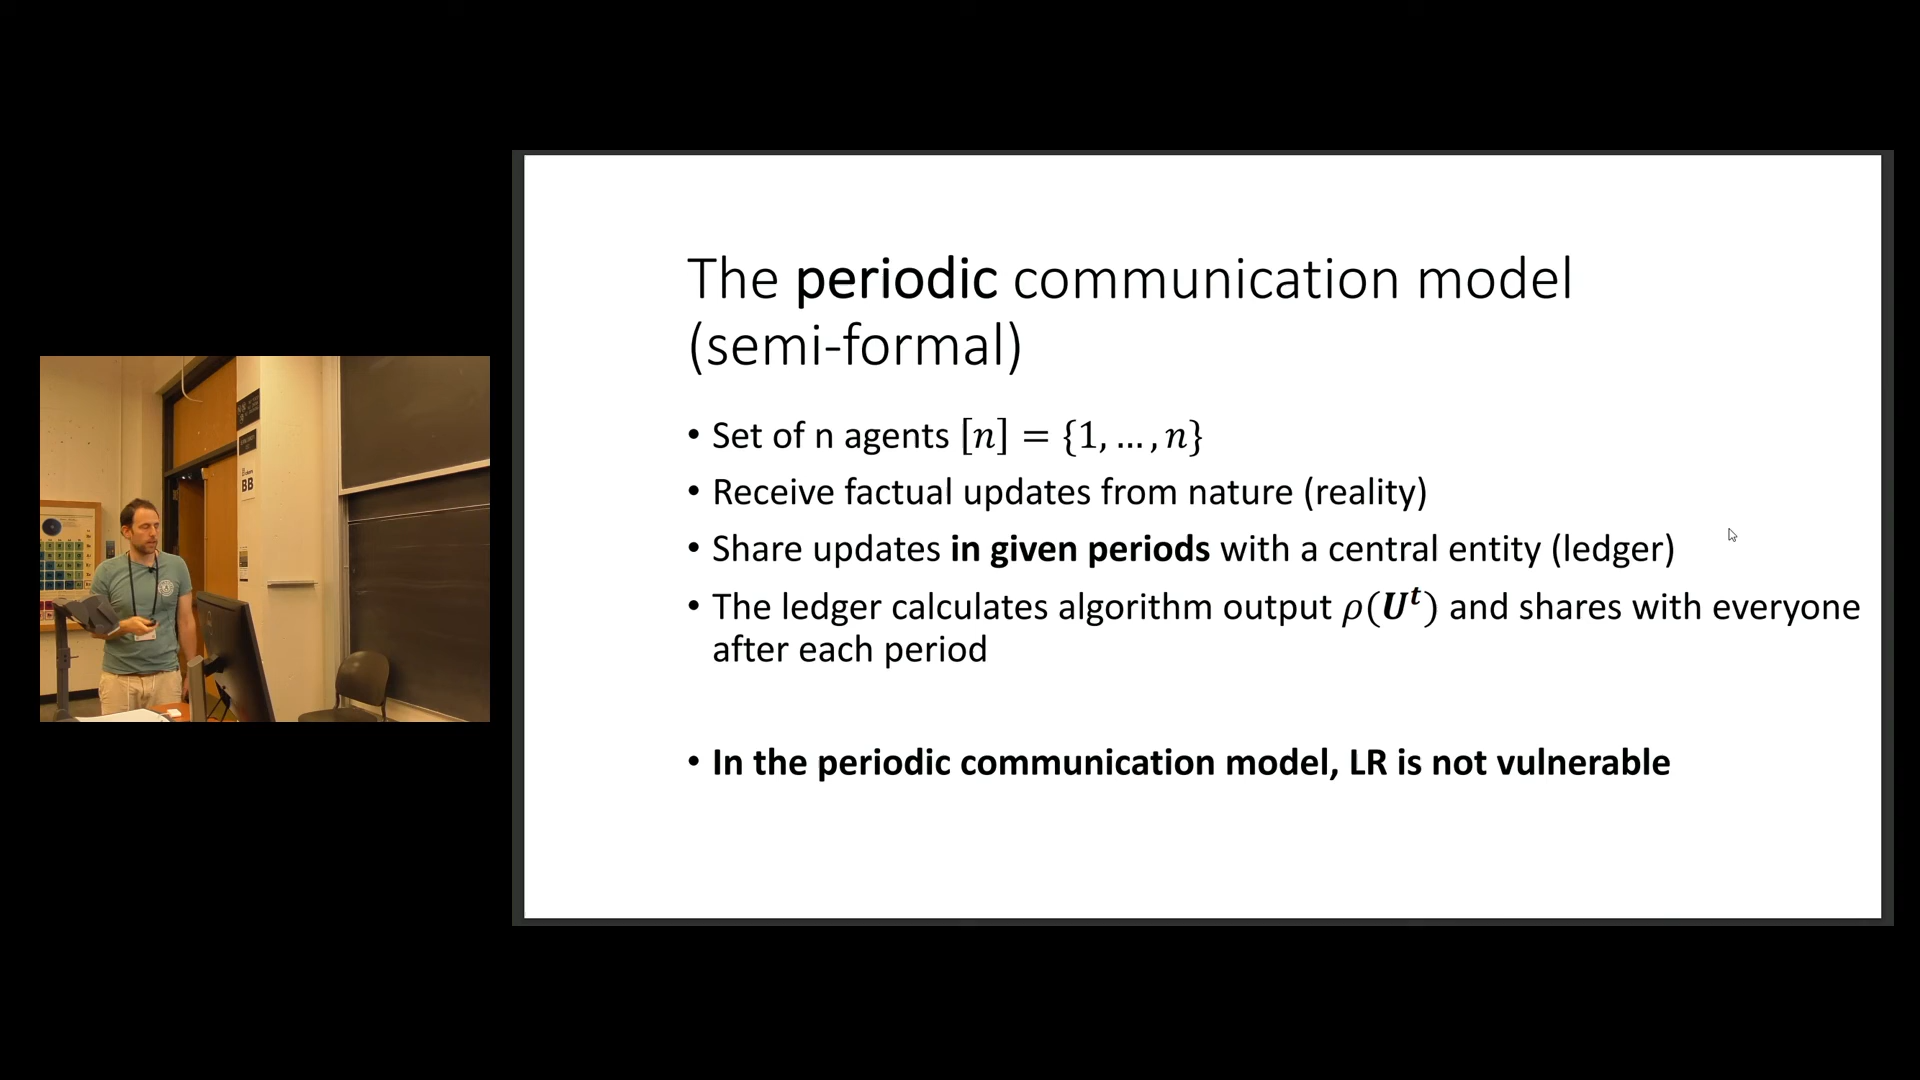 The periodic communication model
(semi-formal)
• Set of n agents [n] = {1, … , n}
• Receive factual updates from nature (reality)
• Share updates in given periods with a central entity (ledger)
• The ledger calculates algorithm output ρ(Uᵗ) and shares with everyone
after each period
• In the periodic communication model, LR is not vulnerable
BB